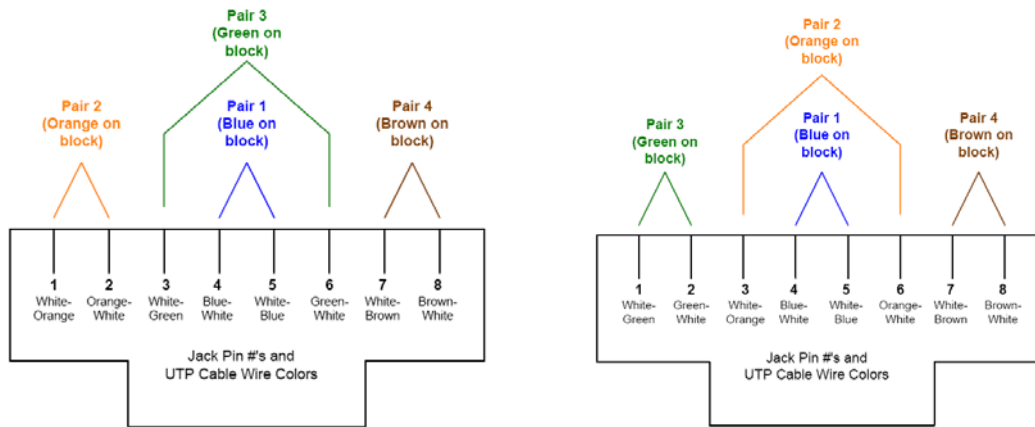 Pair 3
(Green on
block)
Pair 2
(Orange on
block)
Pair 1
(Blue on
block)
Pair 4
(Brown on
block)
1 2 3 4 5 6 7 8
White- Orange- White- Blue- White- Green- White- Brown-
Orange White Green White Blue White Brown White
Jack Pin #'s and
UTP Cable Wire Colors
Pair 2
(Orange on
block)
Pair 3
(Green on
block)
Pair 1
(Blue on
block)
Pair 4
(Brown on
block)
1 2 3 4 5 6 7 8
White- Green- White- Blue- White- Orange- White- Brown-
Green White Orange White Blue White Brown White
Jack Pin #'s and
UTP Cable Wire Colors